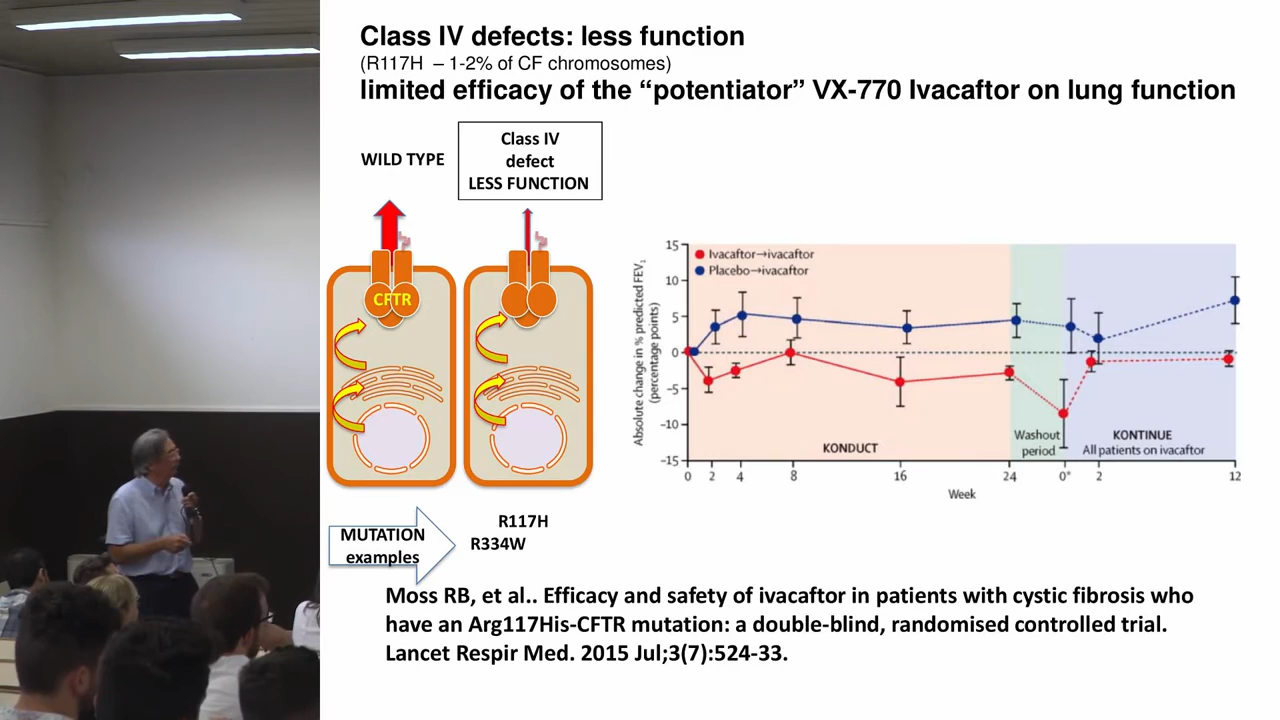 Class IV defects: less function
(R117H – 1-2% of CF chromosomes)
limited efficacy of the “potentiator” VX-770 Ivacaftor on lung function
WILD TYPE
Class IV
defect
LESS FUNCTION
CFTR
MUTATION
examples
R117H
R334W
Absolute change in % predicted FEV₁
(percentage points)
15
10
5
0
–5
–10
–15
Ivacaftor→ivacaftor
Placebo→ivacaftor
KONDUCT
Washout
period
KONTINUE
All patients on ivacaftor
0 2 4 8 16 24 0* 2 12
Week
Moss RB, et al.. Efficacy and safety of ivacaftor in patients with cystic fibrosis who
have an Arg117His-CFTR mutation: a double-blind, randomised controlled trial.
Lancet Respir Med. 2015 Jul;3(7):524-33.